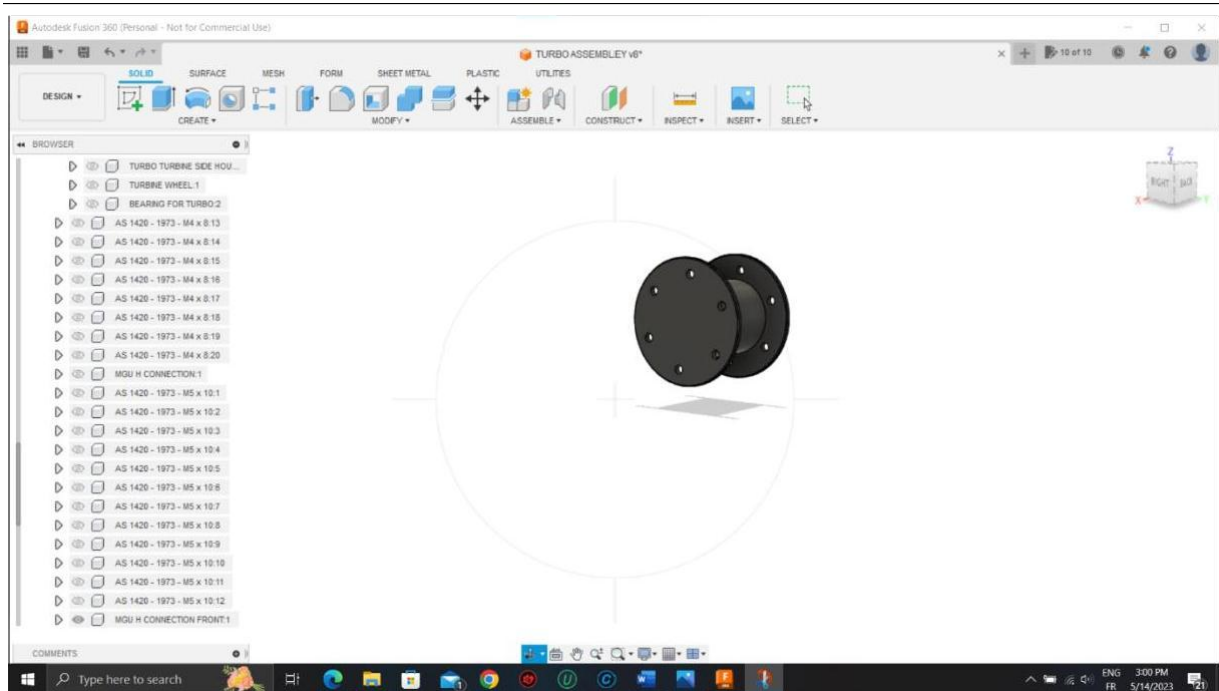 Autodesk Fusion 360 (Personal - Not for Commercial Use)
TURBO ASSEMBLEY v6*
10 of 10
SOLID SURFACE MESH FORM SHEET METAL PLASTIC UTILITIES
DESIGN
CREATE MODIFY ASSEMBLE CONSTRUCT INSPECT INSERT SELECT
BROWSER
TURBO TURBINE SIDE HOU...
TURBINE WHEEL:1
BEARING FOR TURBO:2
AS 1420 - 1973 - M4 x 8:13
AS 1420 - 1973 - M4 x 8:14
AS 1420 - 1973 - M4 x 8:15
AS 1420 - 1973 - M4 x 8:16
AS 1420 - 1973 - M4 x 8:17
AS 1420 - 1973 - M4 x 8:18
AS 1420 - 1973 - M4 x 8:19
AS 1420 - 1973 - M4 x 8:20
MGU H CONNECTION:1
AS 1420 - 1973 - M5 x 10:1
AS 1420 - 1973 - M5 x 10:2
AS 1420 - 1973 - M5 x 10:3
AS 1420 - 1973 - M5 x 10:4
AS 1420 - 1973 - M5 x 10:5
AS 1420 - 1973 - M5 x 10:6
AS 1420 - 1973 - M5 x 10:7
AS 1420 - 1973 - M5 x 10:8
AS 1420 - 1973 - M5 x 10:9
AS 1420 - 1973 - M5 x 10:10
AS 1420 - 1973 - M5 x 10:11
AS 1420 - 1973 - M5 x 10:12
MGU H CONNECTION FRONT:1
Z
RIGHT BACK
X Y
COMMENTS
Type here to search
ENG 3:00 PM
FR 5/14/2023
21